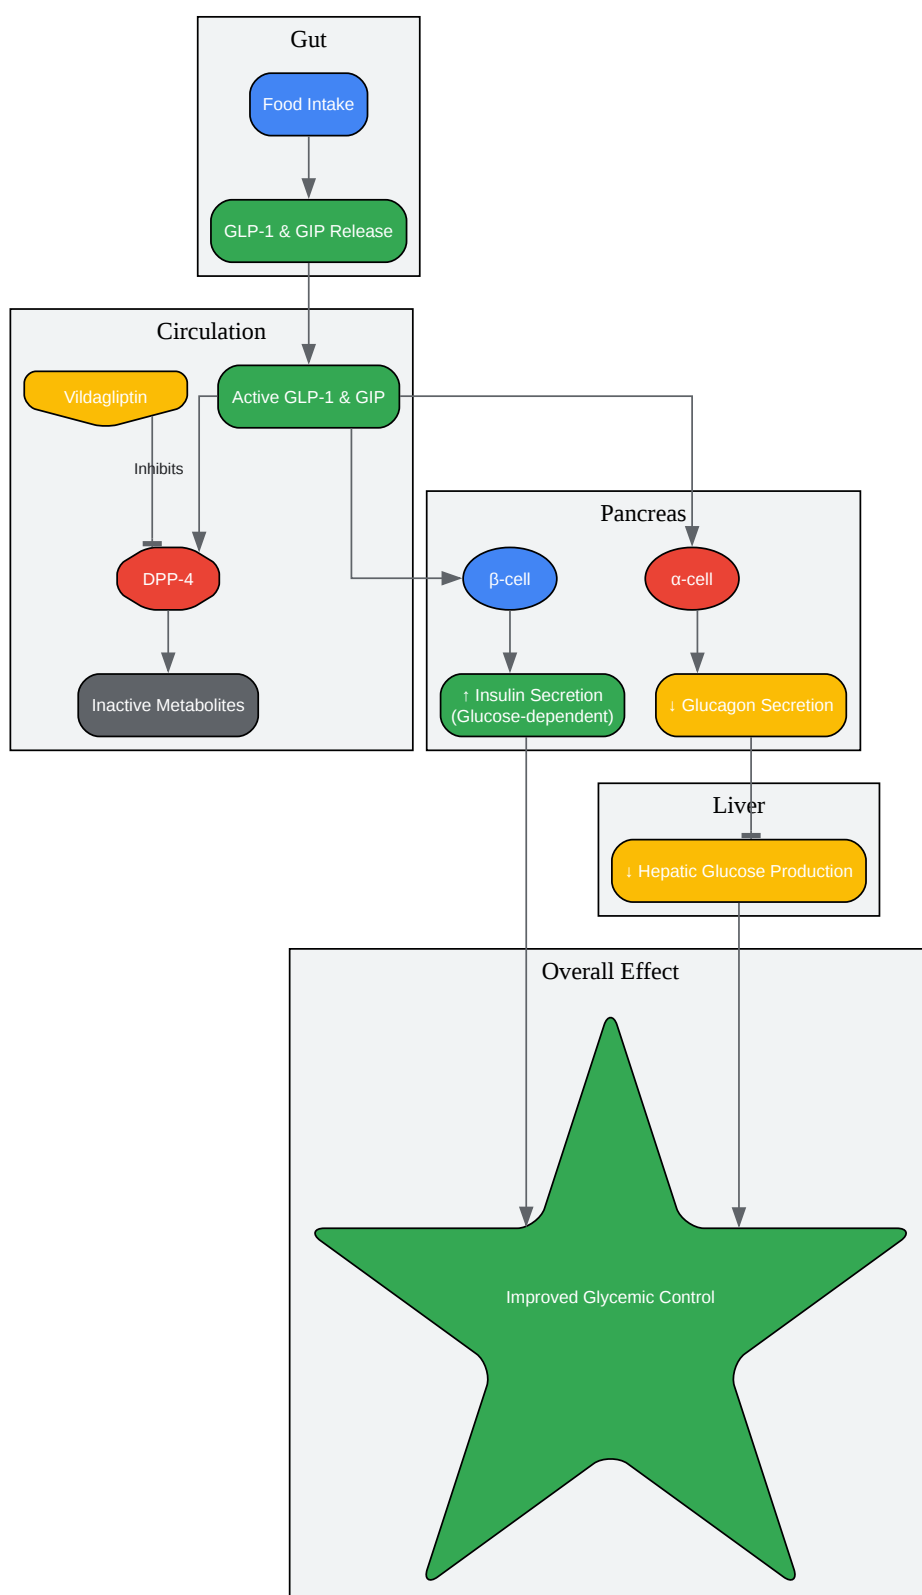 Gut
Food Intake
GLP-1 & GIP Release
Circulation
Vildagliptin
Active GLP-1 & GIP
Inhibits
Pancreas
DPP-4
β-cell
α-cell
Inactive Metabolites
↑ Insulin Secretion
(Glucose-dependent)
↓ Glucagon Secretion
Liver
↓ Hepatic Glucose Production
Overall Effect
Improved Glycemic Control